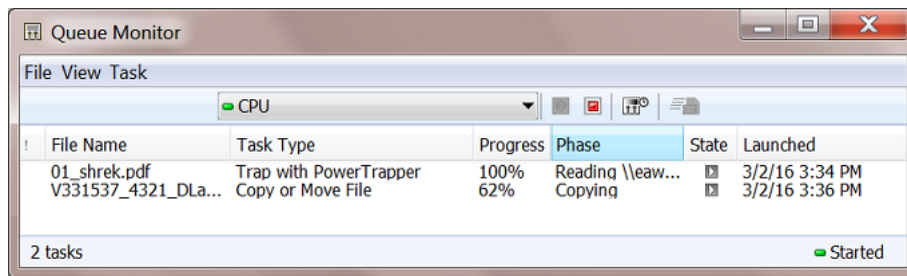 Queue Monitor
File View Task
CPU
! File Name Task Type Progress Phase State Launched
01_shrek.pdf Trap with PowerTrapper 100% Reading \\eaw... 3/2/16 3:34 PM
V331537_4321_DLa... Copy or Move File 62% Copying 3/2/16 3:36 PM
2 tasks Started